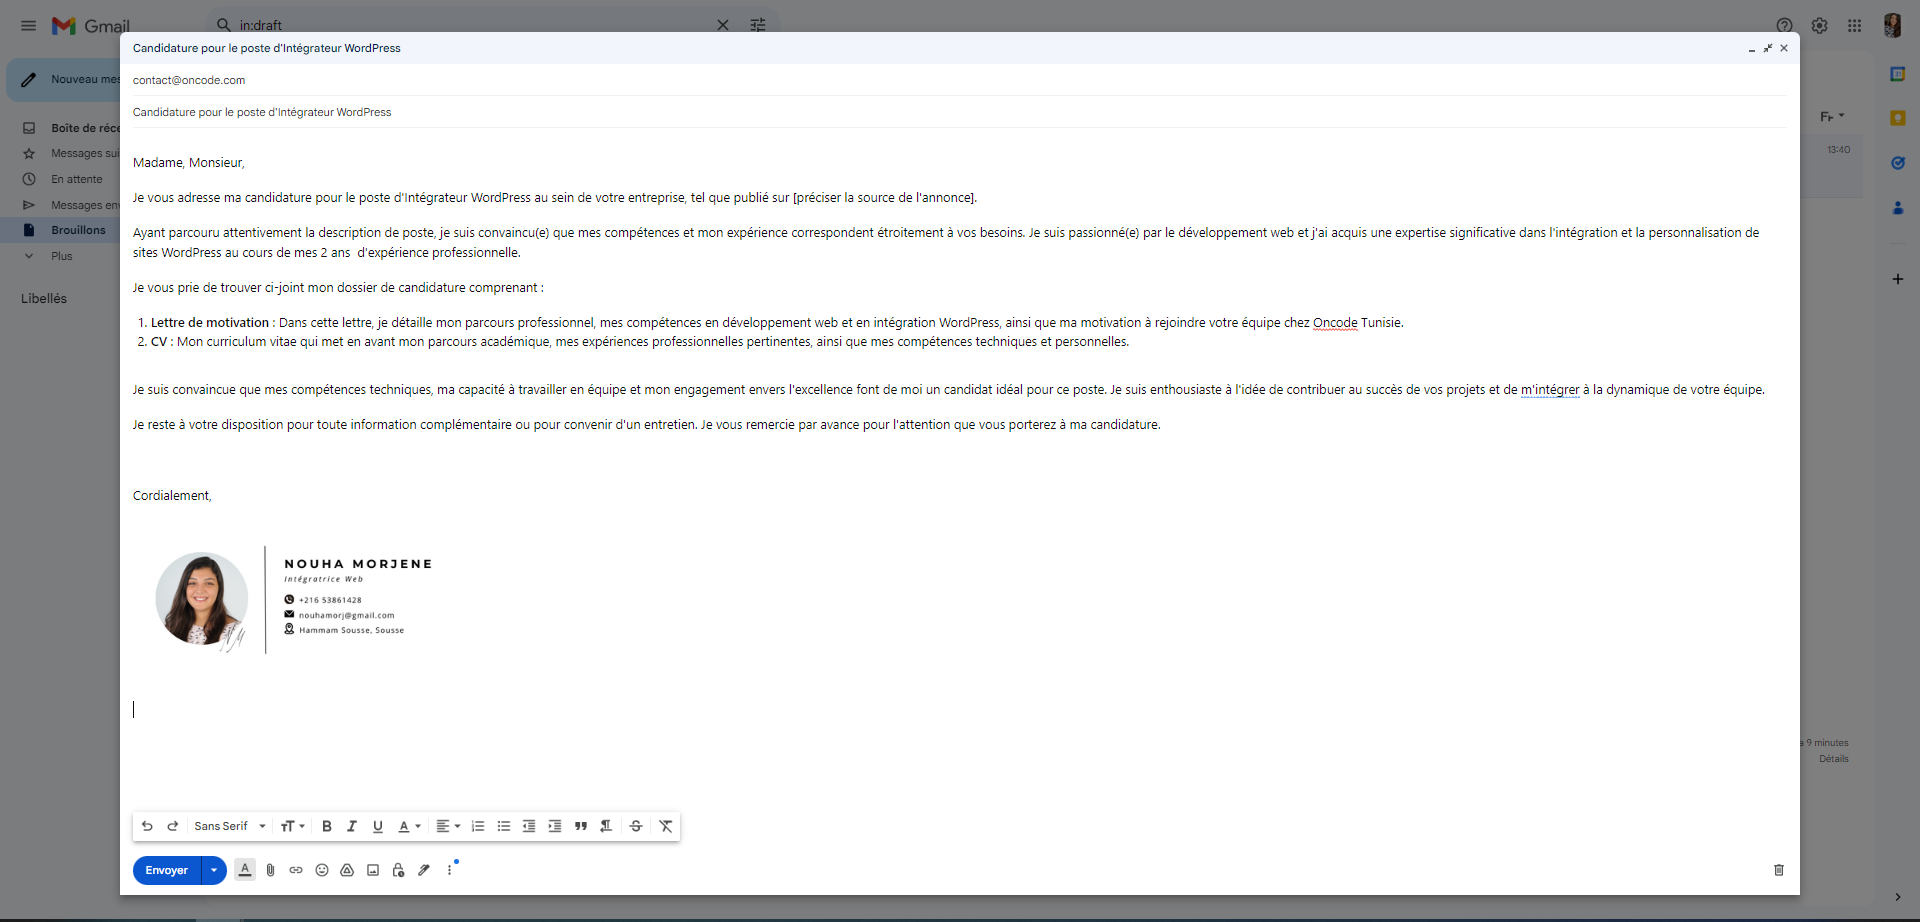 Gmail
in:draft
Candidature pour le poste d'Intégrateur WordPress
Nouveau mes
contact@oncode.com
Candidature pour le poste d'Intégrateur WordPress
Boîte de réce
Messages sui
En attente
Messages env
Brouillons
Plus
Libellés
13:40
Madame, Monsieur,
Je vous adresse ma candidature pour le poste d'Intégrateur WordPress au sein de votre entreprise, tel que publié sur [préciser la source de l'annonce].
Ayant parcouru attentivement la description de poste, je suis convaincu(e) que mes compétences et mon expérience correspondent étroitement à vos besoins. Je suis passionné(e) par le développement web et j'ai acquis une expertise significative dans l'intégration et la personnalisation de
sites WordPress au cours de mes 2 ans  d'expérience professionnelle.
Je vous prie de trouver ci-joint mon dossier de candidature comprenant :
1. Lettre de motivation : Dans cette lettre, je détaille mon parcours professionnel, mes compétences en développement web et en intégration WordPress, ainsi que ma motivation à rejoindre votre équipe chez Oncode Tunisie.
2. CV : Mon curriculum vitae qui met en avant mon parcours académique, mes expériences professionnelles pertinentes, ainsi que mes compétences techniques et personnelles.
Je suis convaincue que mes compétences techniques, ma capacité à travailler en équipe et mon engagement envers l'excellence font de moi un candidat idéal pour ce poste. Je suis enthousiaste à l'idée de contribuer au succès de vos projets et de m'intégrer à la dynamique de votre équipe.
Je reste à votre disposition pour toute information complémentaire ou pour convenir d'un entretien. Je vous remercie par avance pour l'attention que vous porterez à ma candidature.
Cordialement,
NOUHA MORJENE
Intégratrice Web
+216 53861428
nouhamorj@gmail.com
Hammam Sousse, Sousse
a 9 minutes
Détails
Sans Serif
Envoyer